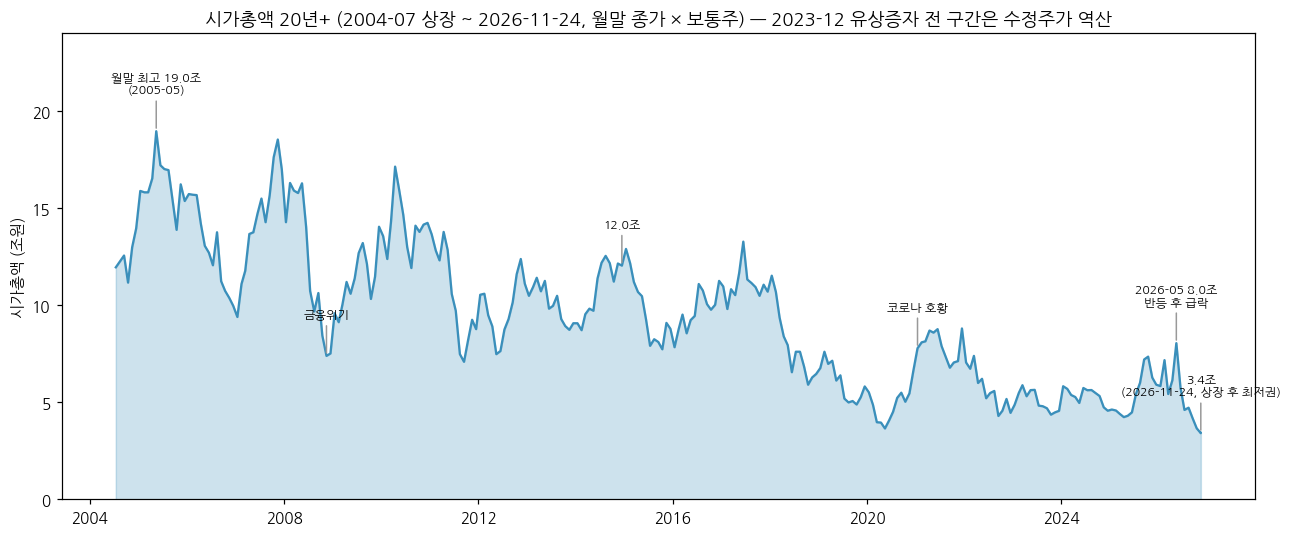 시가총액 20년+ (2004-07 상장 ~ 2026-11-24, 월말 종가 × 보통주) — 2023-12 유상증자 전 구간은 수정주가 역산
시가총액 (조원)
20
15
10
5
0
월말 최고 19.0조
(2005-05)
금융위기
12.0조
코로나 호황
2026-05 8.0조
반등 후 급락
3.4조
(2026-11-24, 상장 후 최저권)
2004
2008
2012
2016
2020
2024